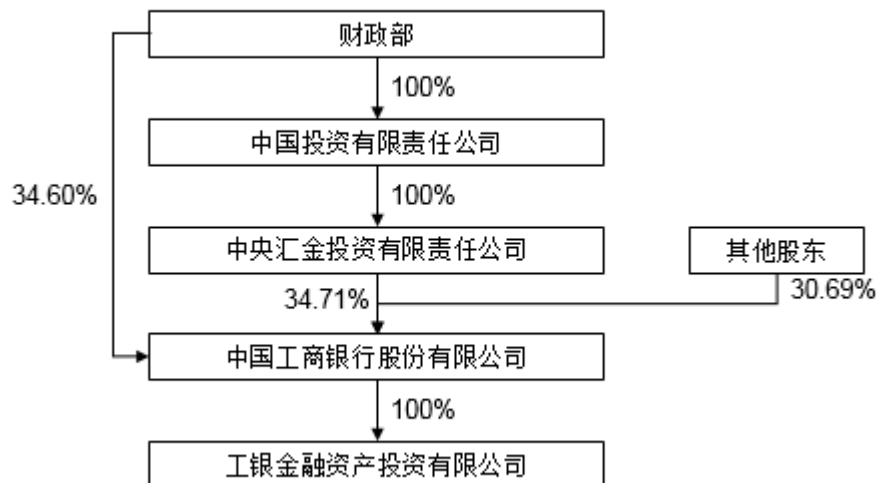 财政部
100%
中国投资有限责任公司
34.60%
100%
中央汇金投资有限责任公司
其他股东
34.71%
30.69%
中国工商银行股份有限公司
100%
工银金融资产投资有限公司